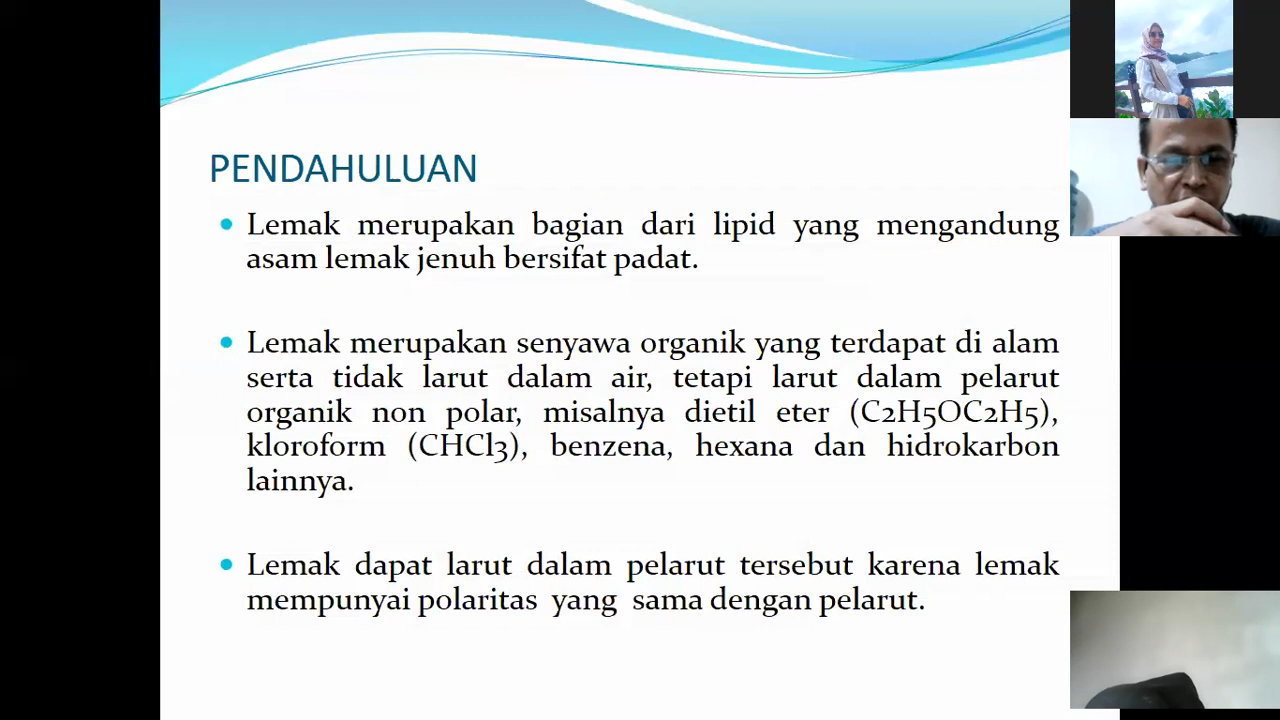 PENDAHULUAN
• Lemak merupakan bagian dari lipid yang mengandung
asam lemak jenuh bersifat padat.
• Lemak merupakan senyawa organik yang terdapat di alam
serta tidak larut dalam air, tetapi larut dalam pelarut
organik non polar, misalnya dietil eter (C2H5OC2H5),
kloroform (CHCl3), benzena, hexana dan hidrokarbon
lainnya.
• Lemak dapat larut dalam pelarut tersebut karena lemak
mempunyai polaritas yang sama dengan pelarut.